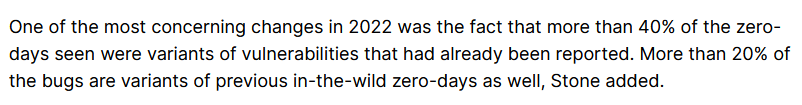 One of the most concerning changes in 2022 was the fact that more than 40% of the zero-
days seen were variants of vulnerabilities that had already been reported. More than 20% of
the bugs are variants of previous in-the-wild zero-days as well, Stone added.